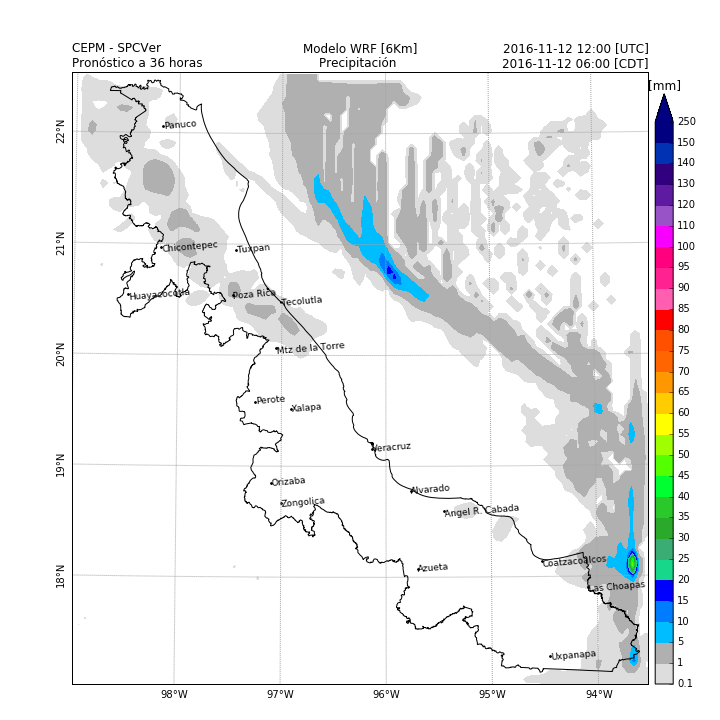 CEPM - SPCVer Modelo WRF [6Km] 2016-11-12 12:00 [UTC]
Pronóstico a 36 horas Precipitación 2016-11-12 06:00 [CDT]
[mm]
250
150
140
130
120
110
100
95
90
85
80
75
70
65
60
55
50
45
40
35
30
25
20
15
10
5
1
0.1
22°N
21°N
20°N
19°N
18°N
Panuco
Chicontepec
Tuxpan
Huayacocotla
Poza Rica
Tecolutla
Mtz de la Torre
Perote
Xalapa
Veracruz
Orizaba
Alvarado
Zongolica
Angel R. Cabada
Azueta
Coatzacoalcos
Las Choapas
Uxpanapa
98°W 97°W 96°W 95°W 94°W